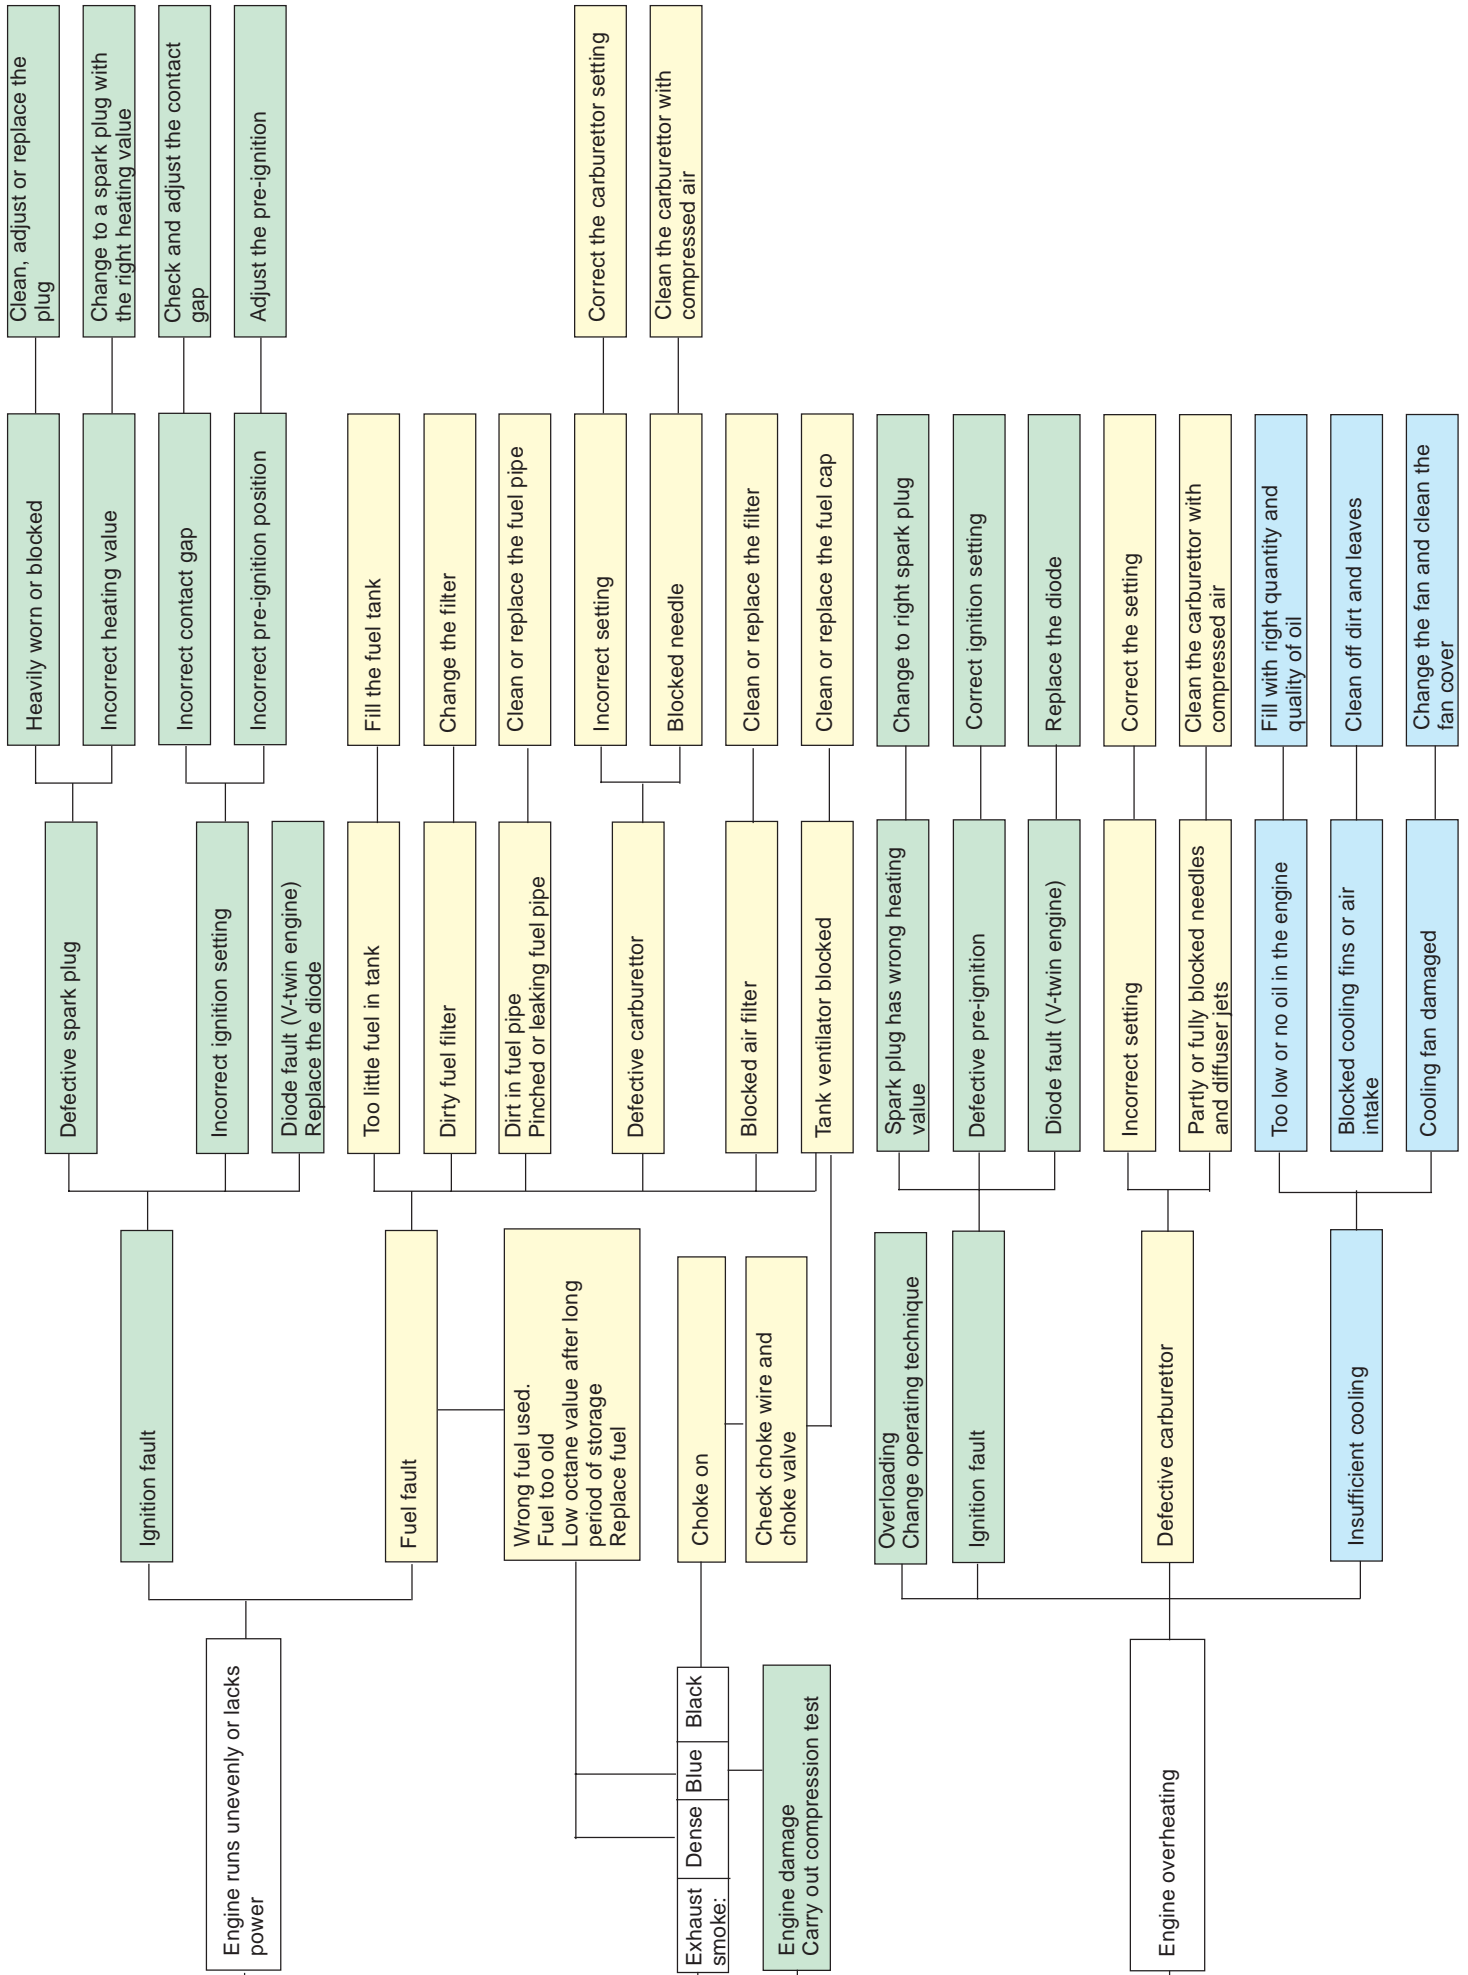 Engine runs unevenly or lacks
power
Ignition fault
Defective spark plug
Heavily worn or blocked
Clean, adjust or replace the
plug
Incorrect heating value
Change to a spark plug with
the right heating value
Incorrect ignition setting
Incorrect contact gap
Check and adjust the contact
gap
Incorrect pre-ignition position
Adjust the pre-ignition
Diode fault (V-twin engine)
Replace the diode
Fuel fault
Too little fuel in tank
Fill the fuel tank
Dirty fuel filter
Change the filter
Dirt in fuel pipe
Pinched or leaking fuel pipe
Clean or replace the fuel pipe
Defective carburettor
Incorrect setting
Correct the carburettor setting
Blocked needle
Clean the carburettor with
compressed air
Blocked air filter
Clean or replace the filter
Tank ventilator blocked
Clean or replace the fuel cap
Wrong fuel used.
Fuel too old
Low octane value after long
period of storage
Replace fuel
Exhaust
smoke:
Dense
Blue
Black
Choke on
Check choke wire and
choke valve
Engine damage
Carry out compression test
Engine overheating
Overloading
Change operating technique
Ignition fault
Spark plug has wrong heating
value
Change to right spark plug
Defective pre-ignition
Correct ignition setting
Diode fault (V-twin engine)
Replace the diode
Defective carburettor
Incorrect setting
Correct the setting
Partly or fully blocked needles
and diffuser jets
Clean the carburettor with
compressed air
Insufficient cooling
Too low or no oil in the engine
Fill with right quantity and
quality of oil
Blocked cooling fins or air
intake
Clean off dirt and leaves
Cooling fan damaged
Change the fan and clean the
fan cover